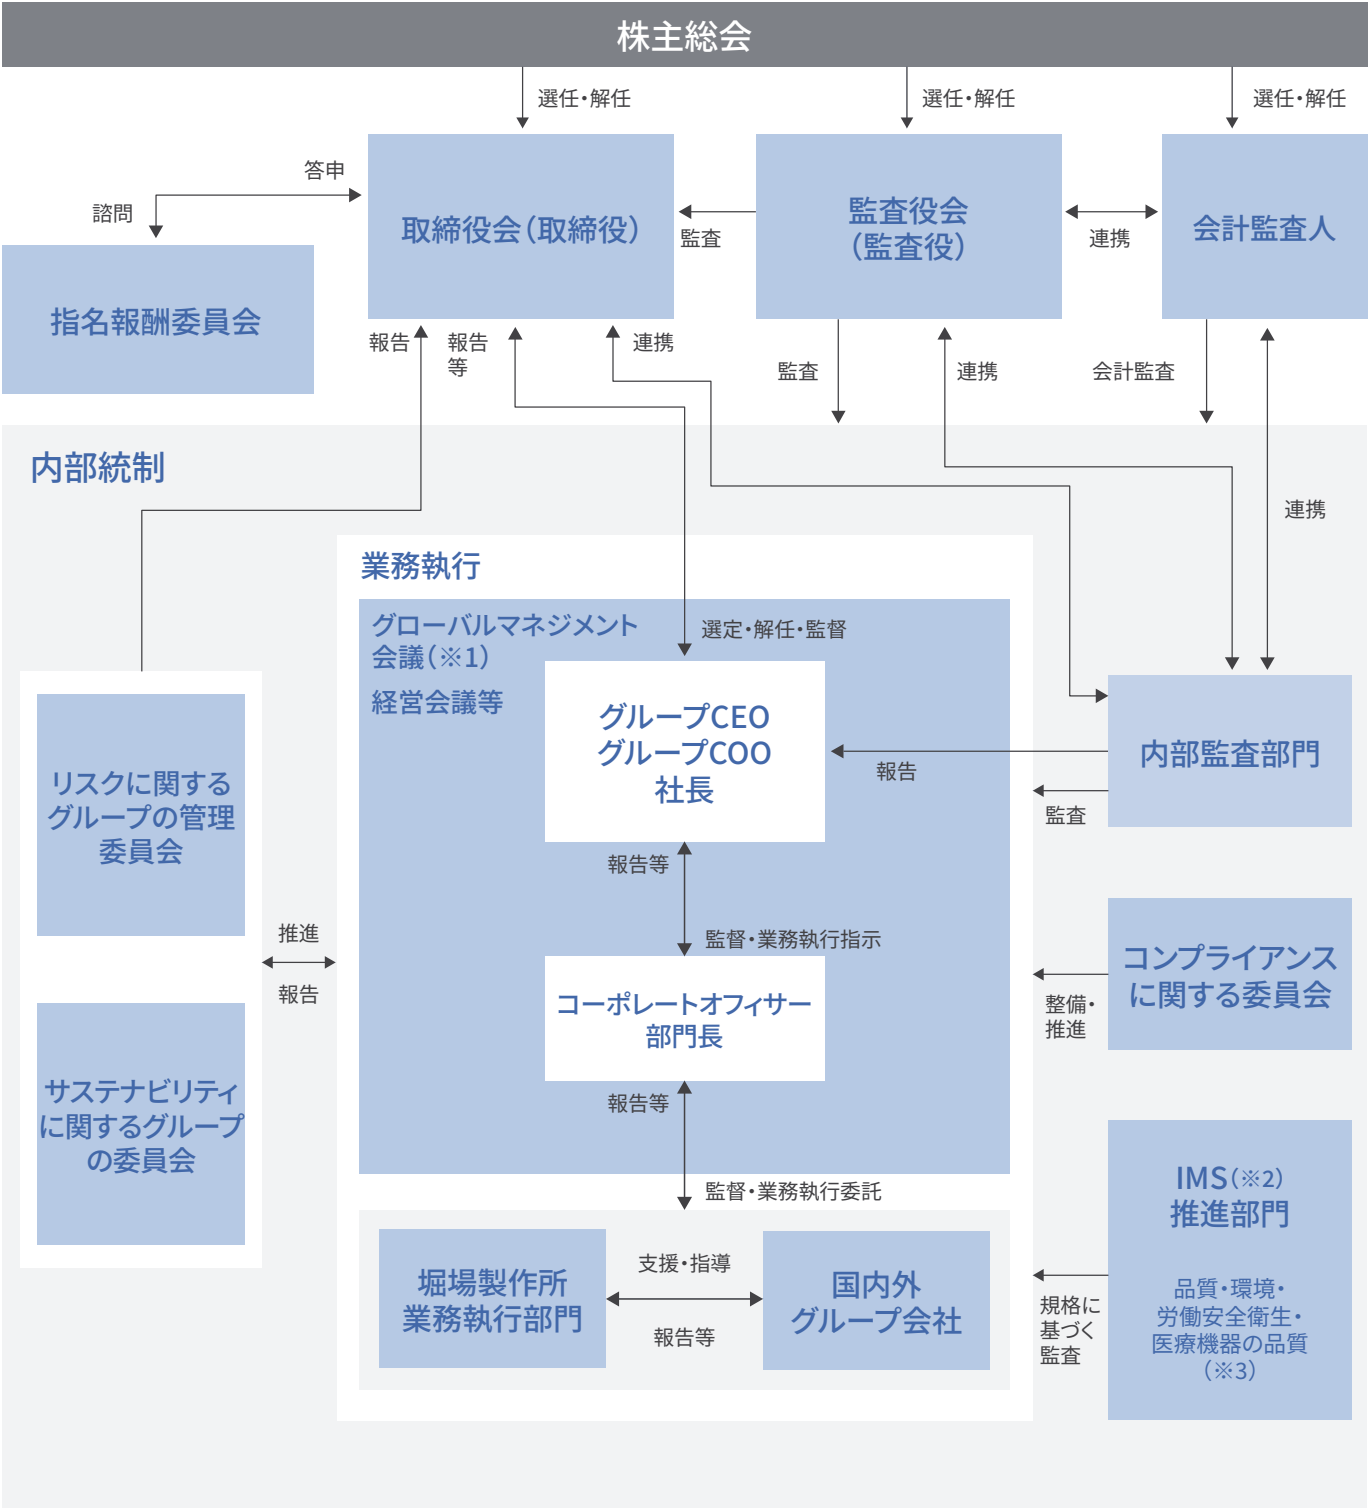 株主総会
選任・解任
選任・解任
選任・解任
答申
諮問
取締役会（取締役）
監査
監査役会
（監査役）
連携
会計監査人
指名報酬委員会
報告
報告
等
連携
監査
連携
会計監査
内部統制
連携
業務執行
グローバルマネジメント
会議（※1）
経営会議等
選定・解任・監督
グループCEO
グループCOO
社長
報告
内部監査部門
監査
リスクに関する
グループの管理
委員会
報告等
監督・業務執行指示
推進
報告
コーポレートオフィサー
部門長
整備・
推進
コンプライアンス
に関する委員会
サステナビリティ
に関するグループ
の委員会
報告等
監督・業務執行委託
堀場製作所
業務執行部門
支援・指導
報告等
国内外
グループ会社
規格に
基づく
監査
IMS（※2）
推進部門
品質・環境・
労働安全衛生・
医療機器の品質
（※3）